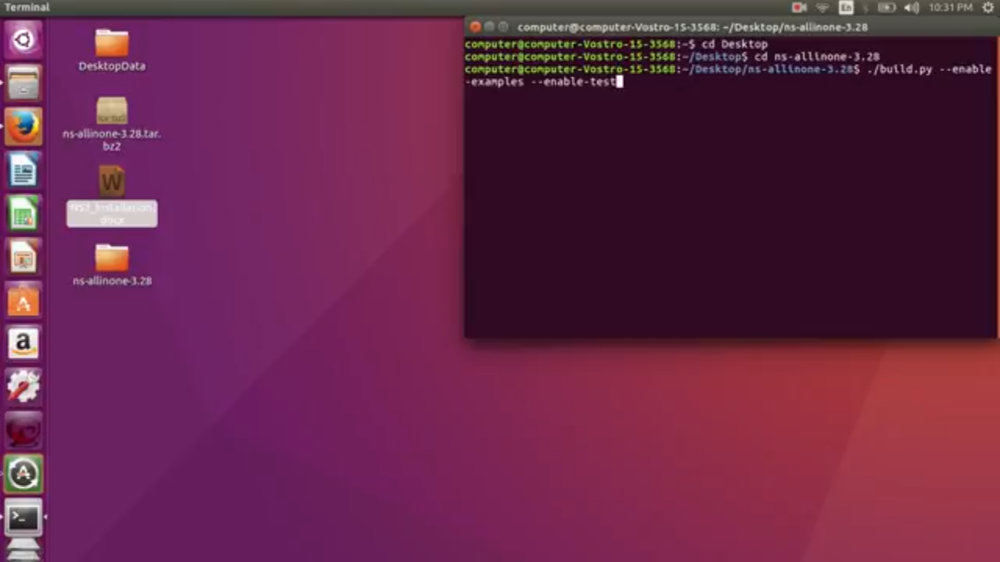 Terminal
En
10:31 PM
computer@computer-Vostro-15-3568: ~/Desktop/ns-allinone-3.28
computer@computer-Vostro-15-3568:~$ cd Desktop
computer@computer-Vostro-15-3568:~/Desktop$ cd ns-allinone-3.28
computer@computer-Vostro-15-3568:~/Desktop/ns-allinone-3.28$ ./build.py --enable
-examples --enable-test
DesktopData
ns-allinone-3.28.tar.
bz2
W
docx
ns-allinone-3.28
a
>_